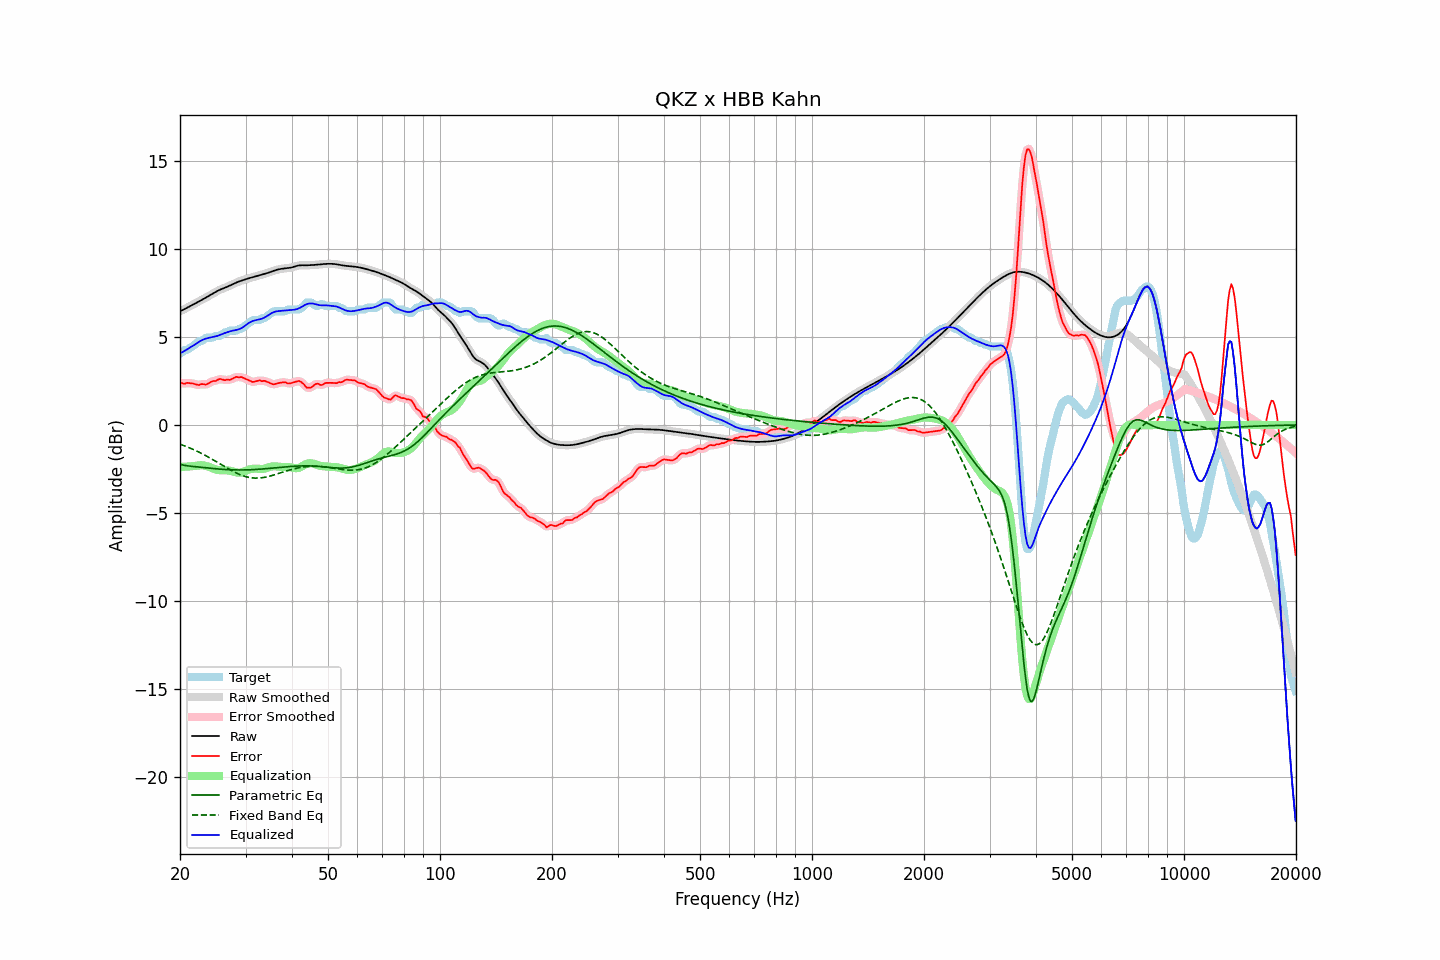 QKZ x HBB Kahn
Amplitude (dBr)
15
10
5
0
−5
−10
−15
−20
Target
Raw Smoothed
Error Smoothed
Raw
Error
Equalization
Parametric Eq
Fixed Band Eq
Equalized
20 50 100 200 500 1000 2000 5000 10000 20000
Frequency (Hz)